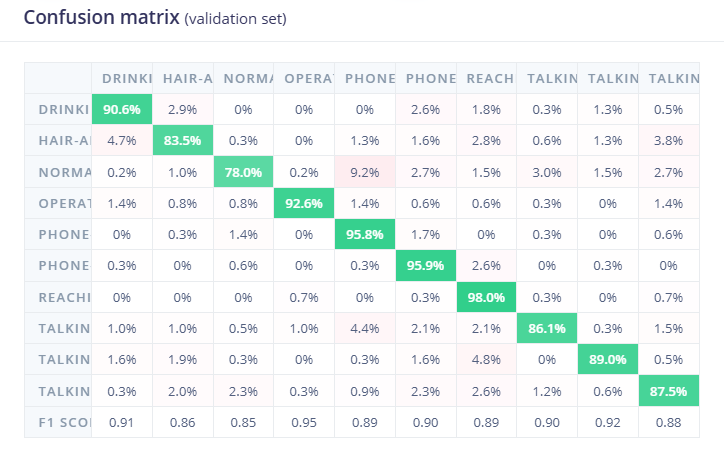 Confusion matrix (validation set)
DRINKI HAIR-A NORMA OPERAT PHONE PHONE REACH TALKIN TALKIN TALKIN
DRINKI 90.6% 2.9% 0% 0% 0% 2.6% 1.8% 0.3% 1.3% 0.5%
HAIR-A 4.7% 83.5% 0.3% 0% 1.3% 1.6% 2.8% 0.6% 1.3% 3.8%
NORMA 0.2% 1.0% 78.0% 0.2% 9.2% 2.7% 1.5% 3.0% 1.5% 2.7%
OPERAT 1.4% 0.8% 0.8% 92.6% 1.4% 0.6% 0.6% 0.3% 0% 1.4%
PHONE 0% 0.3% 1.4% 0% 95.8% 1.7% 0% 0.3% 0% 0.6%
PHONE 0.3% 0% 0.6% 0% 0.3% 95.9% 2.6% 0% 0.3% 0%
REACHI 0% 0% 0% 0.7% 0% 0.3% 98.0% 0.3% 0% 0.7%
TALKIN 1.0% 1.0% 0.5% 1.0% 4.4% 2.1% 2.1% 86.1% 0.3% 1.5%
TALKIN 1.6% 1.9% 0.3% 0% 0.3% 1.6% 4.8% 0% 89.0% 0.5%
TALKIN 0.3% 2.0% 2.3% 0.3% 0.9% 2.3% 2.6% 1.2% 0.6% 87.5%
F1 SCO 0.91 0.86 0.85 0.95 0.89 0.90 0.89 0.90 0.92 0.88